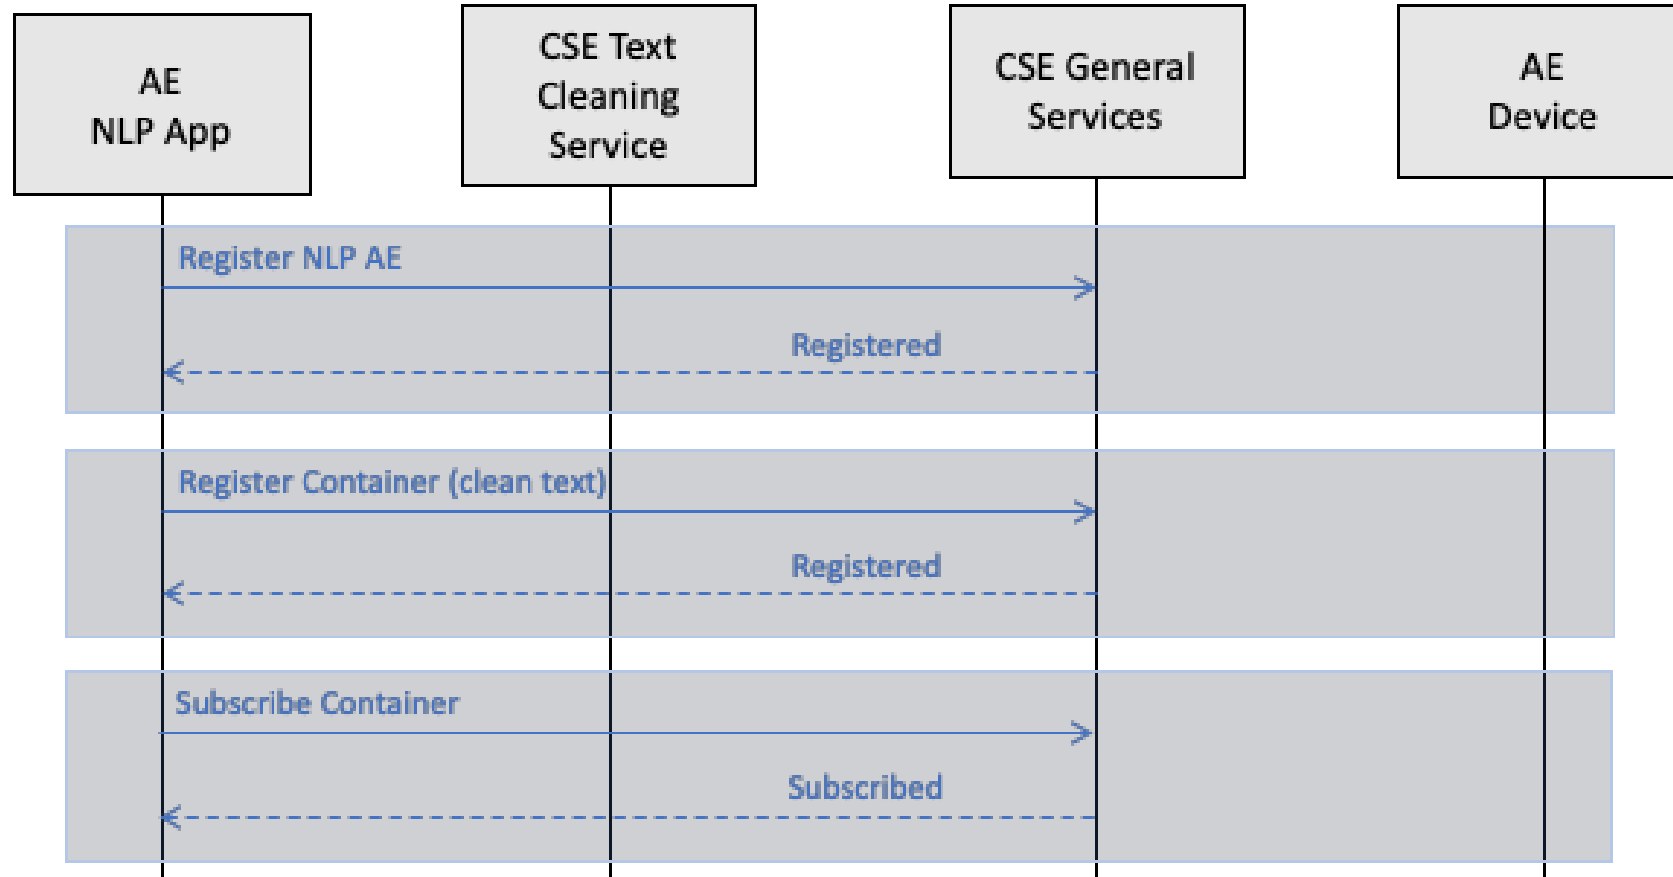 AE
NLP App
CSE Text
Cleaning
Service
CSE General
Services
AE
Device
Register NLP AE
Registered
Register Container (clean text)
Registered
Subscribe Container
Subscribed